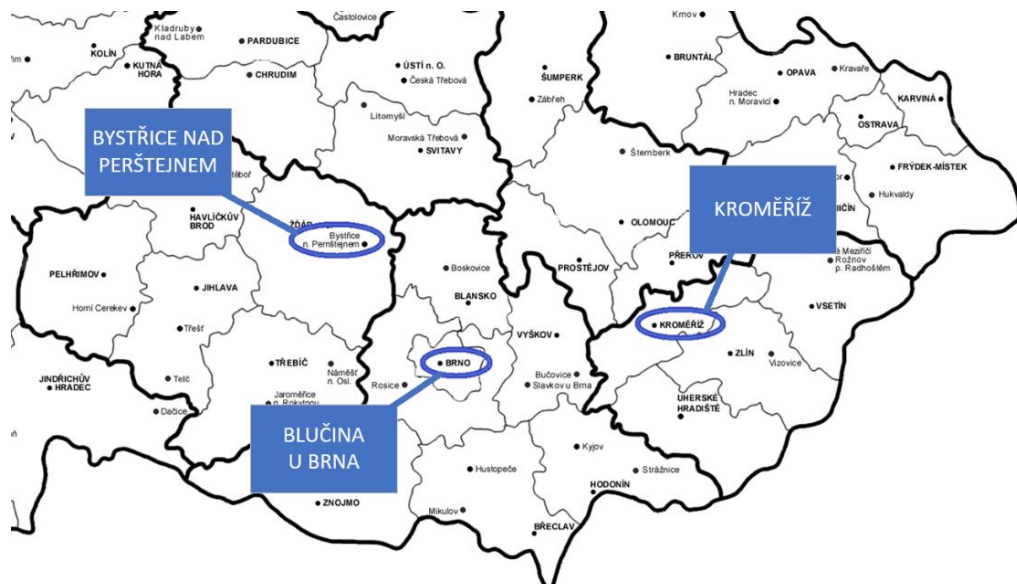 Častolovice
Krnov
Kladruby
nad Labem
PARDUBICE
KOLÍN
KUTNÁ
HORA
CHRUDIM
ÚSTÍ n. O.
Česká Třebová
ŠUMPERK
Zábřeh
BRUNTÁL
OPAVA
Kravaře
Hradec
n. Moravicí
KARVINÁ
OSTRAVA
Litomyšl
Moravská Třebová
SVITAVY
BYSTŘICE NAD
PERŠTEJNEM
Šternberk
FRÝDEK-MÍSTEK
Hukvaldy
KROMĚŘÍŽ
HAVLÍČKŮV
BROD
Bystřice
n. Pernštejnem
OLOMOUC
PŘEROV
PROSTĚJOV
Rožnov
p. Radhoštěm
PELHŘIMOV
Horní Cerekev
JIHLAVA
Boskovice
BLANSKO
VSETÍN
Třešť
VYŠKOV
KROMĚŘÍŽ
ZLÍN
Vizovice
TŘEBÍČ
Náměšť
n. Osl.
BRNO
Rosice
Bučovice
Slavkov u Brna
JINDŘICHŮV
HRADEC
Telč
Dačice
Jaroměřice
n. Rokytnou
UHERSKÉ
HRADIŠTĚ
BLUČINA
U BRNA
Kyjov
Hustopeče
Strážnice
HODONÍN
ZNOJMO
Mikulov
BŘECLAV